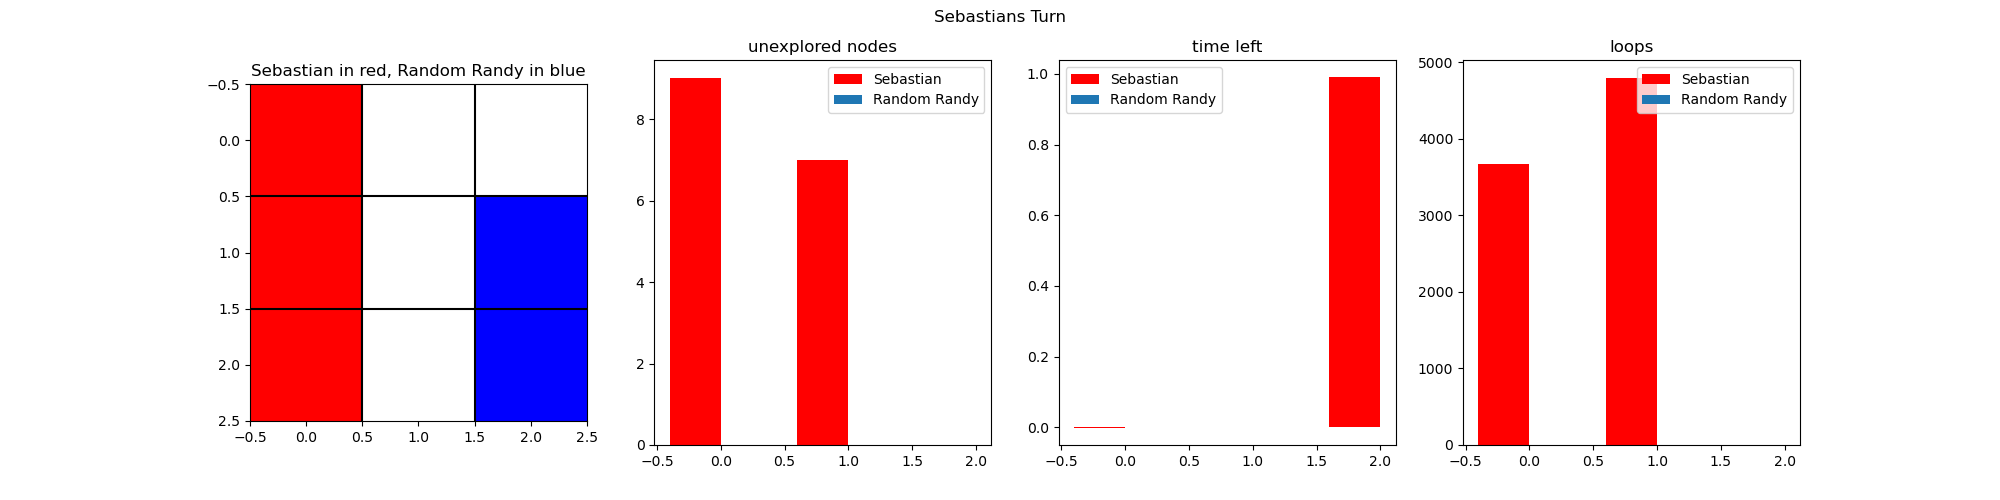 Sebastians Turn
Sebastian in red, Random Randy in blue
−0.5
0.0
0.5
1.0
1.5
2.0
2.5
−0.5 0.0 0.5 1.0 1.5 2.0 2.5
unexplored nodes
Sebastian
Random Randy
8
6
4
2
0
−0.5 0.0 0.5 1.0 1.5 2.0
time left
Sebastian
Random Randy
1.0
0.8
0.6
0.4
0.2
0.0
−0.5 0.0 0.5 1.0 1.5 2.0
loops
Sebastian
Random Randy
5000
4000
3000
2000
1000
0
−0.5 0.0 0.5 1.0 1.5 2.0